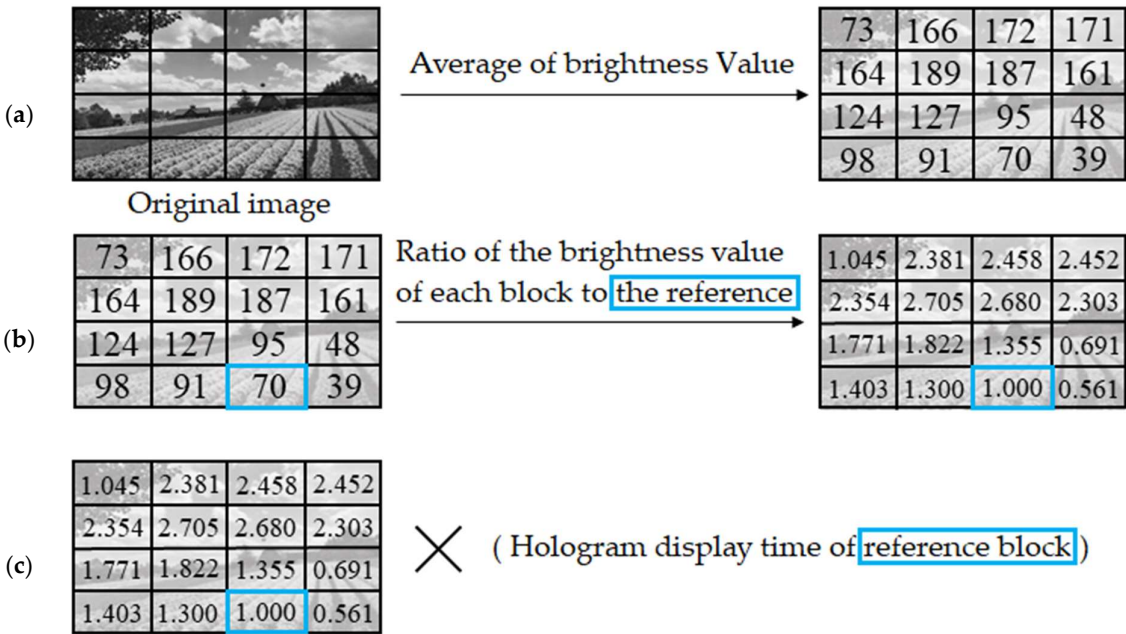 (a)
Average of brightness Value
73 166 172 171
164 189 187 161
124 127 95 48
98 91 70 39
Original image
(b)
73 166 172 171
164 189 187 161
124 127 95 48
98 91 70 39
Ratio of the brightness value
of each block to the reference
1.045 2.381 2.458 2.452
2.354 2.705 2.680 2.303
1.771 1.822 1.355 0.691
1.403 1.300 1.000 0.561
(c)
1.045 2.381 2.458 2.452
2.354 2.705 2.680 2.303
1.771 1.822 1.355 0.691
1.403 1.300 1.000 0.561
× ( Hologram display time of reference block )